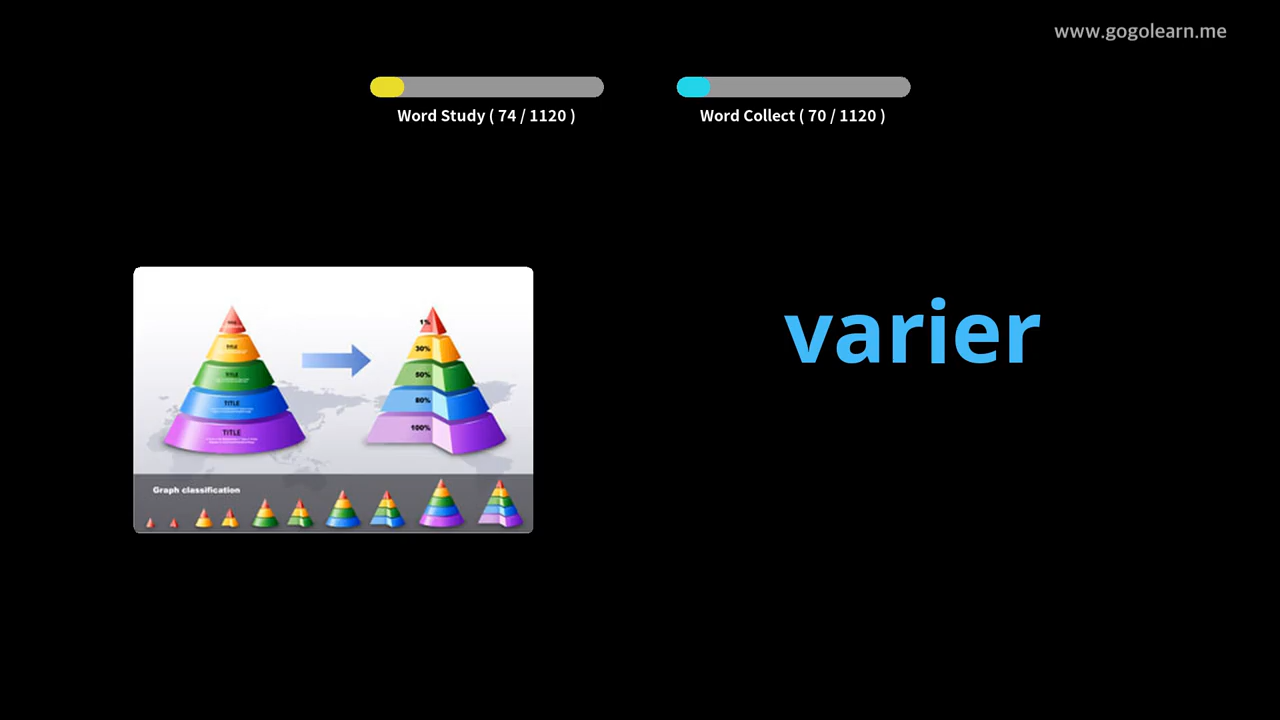 www.gogolearn.me
Word Study ( 74 / 1120 )
Word Collect ( 70 / 1120 )
varier
TITLE
TITLE
TITLE
TITLE
TITLE
1%
30%
50%
80%
100%
Graph classification